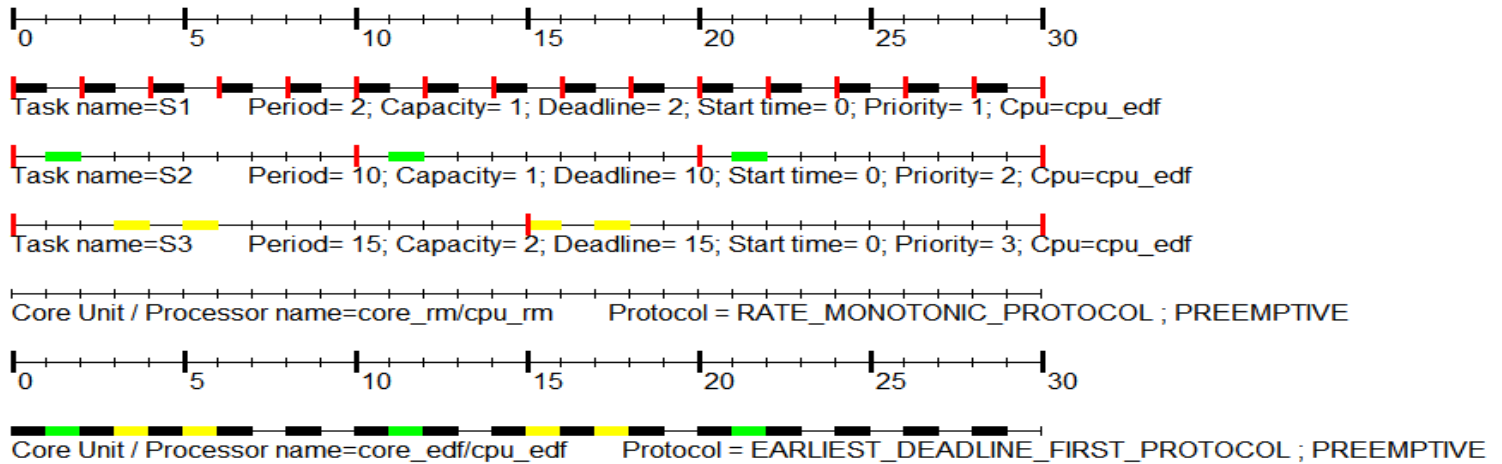 0 5 10 15 20 25 30
Task name=S1 Period= 2; Capacity= 1; Deadline= 2; Start time= 0; Priority= 1; Cpu=cpu_edf
Task name=S2 Period= 10; Capacity= 1; Deadline= 10; Start time= 0; Priority= 2; Cpu=cpu_edf
Task name=S3 Period= 15; Capacity= 2; Deadline= 15; Start time= 0; Priority= 3; Cpu=cpu_edf
Core Unit / Processor name=core_rm/cpu_rm Protocol = RATE_MONOTONIC_PROTOCOL ; PREEMPTIVE
0 5 10 15 20 25 30
Core Unit / Processor name=core_edf/cpu_edf Protocol = EARLIEST_DEADLINE_FIRST_PROTOCOL ; PREEMPTIVE